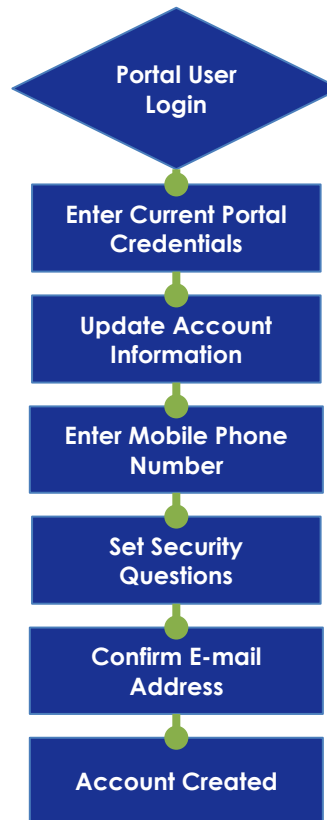 Portal User
Login
Enter Current Portal
Credentials
Update Account
Information
Enter Mobile Phone
Number
Set Security
Questions
Confirm E-mail
Address
Account Created